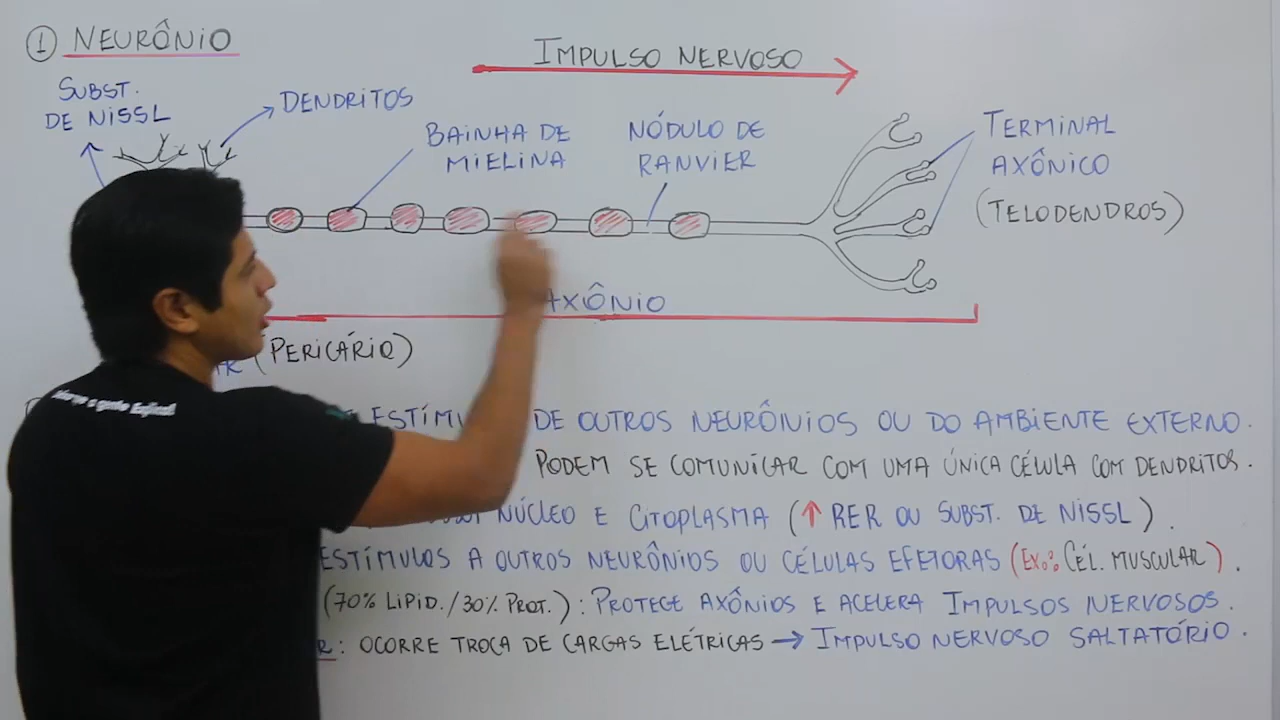 1 NEURÔNIO
IMPULSO NERVOSO
SUBST.
DE NISSL
DENDRITOS
BAINHA DE
MIELINA
NÓDULO DE
RANVIER
TERMINAL
AXÔNICO
(TELODENDROS)
AXÔNIO
(PERICÁRIO)
DE OUTROS NEURÔNIOS OU DO AMBIENTE EXTERNO.
PODEM SE COMUNICAR COM UMA ÚNICA CÉLULA COM DENDRITOS.
NÚCLEO E CITOPLASMA (↑ RER OU SUBST. DE NISSL).
ESTÍMULOS A OUTROS NEURÔNIOS OU CÉLULAS EFETORAS (EX.: CÉL. MUSCULAR).
(70% LIPID./30% PROT.): PROTEGE AXÔNIOS E ACELERA IMPULSOS NERVOSOS.
: OCORRE TROCA DE CARGAS ELÉTRICAS → IMPULSO NERVOSO SALTATÓRIO.